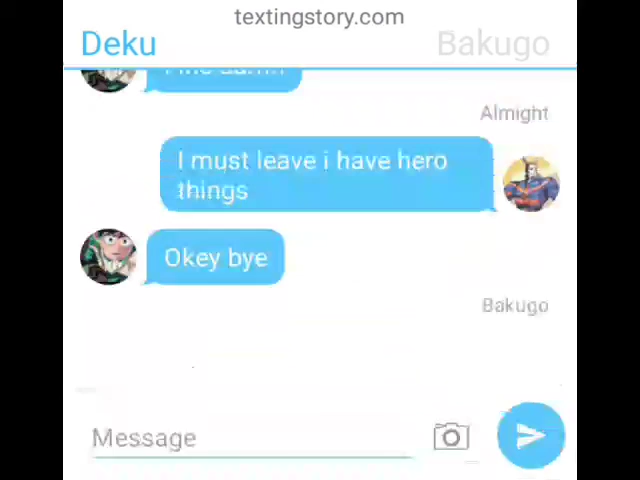 textingstory.com
Deku
Bakugo
Almight
I must leave i have hero
things
Okey bye
Bakugo
Message